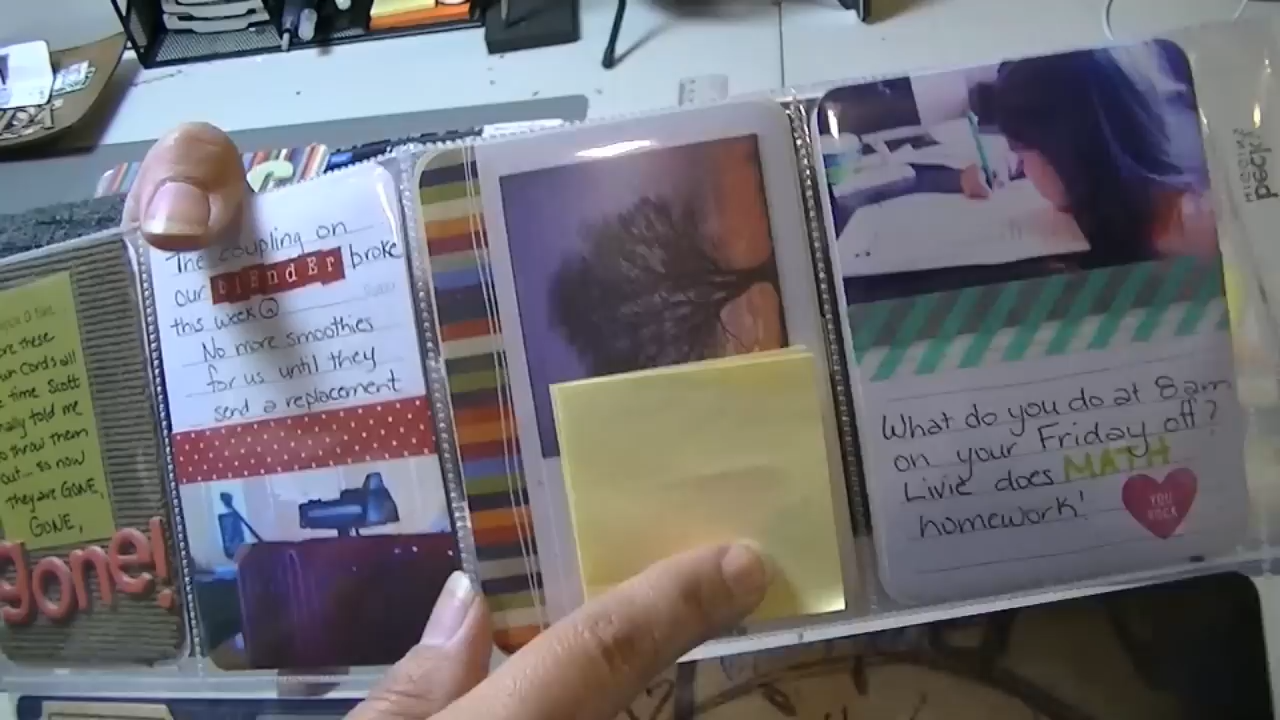 ore these
un cords all
time Scott
nally told me
o throw them
out... so now
they are GONE,
GONE,
gone!
The coupling on
our blEndEr broke
this week
No more smoothies
for us until they
send a replacement
What do you do at 8am
on your Friday off?
Livie does MATH
homework!
YOU
ROCK